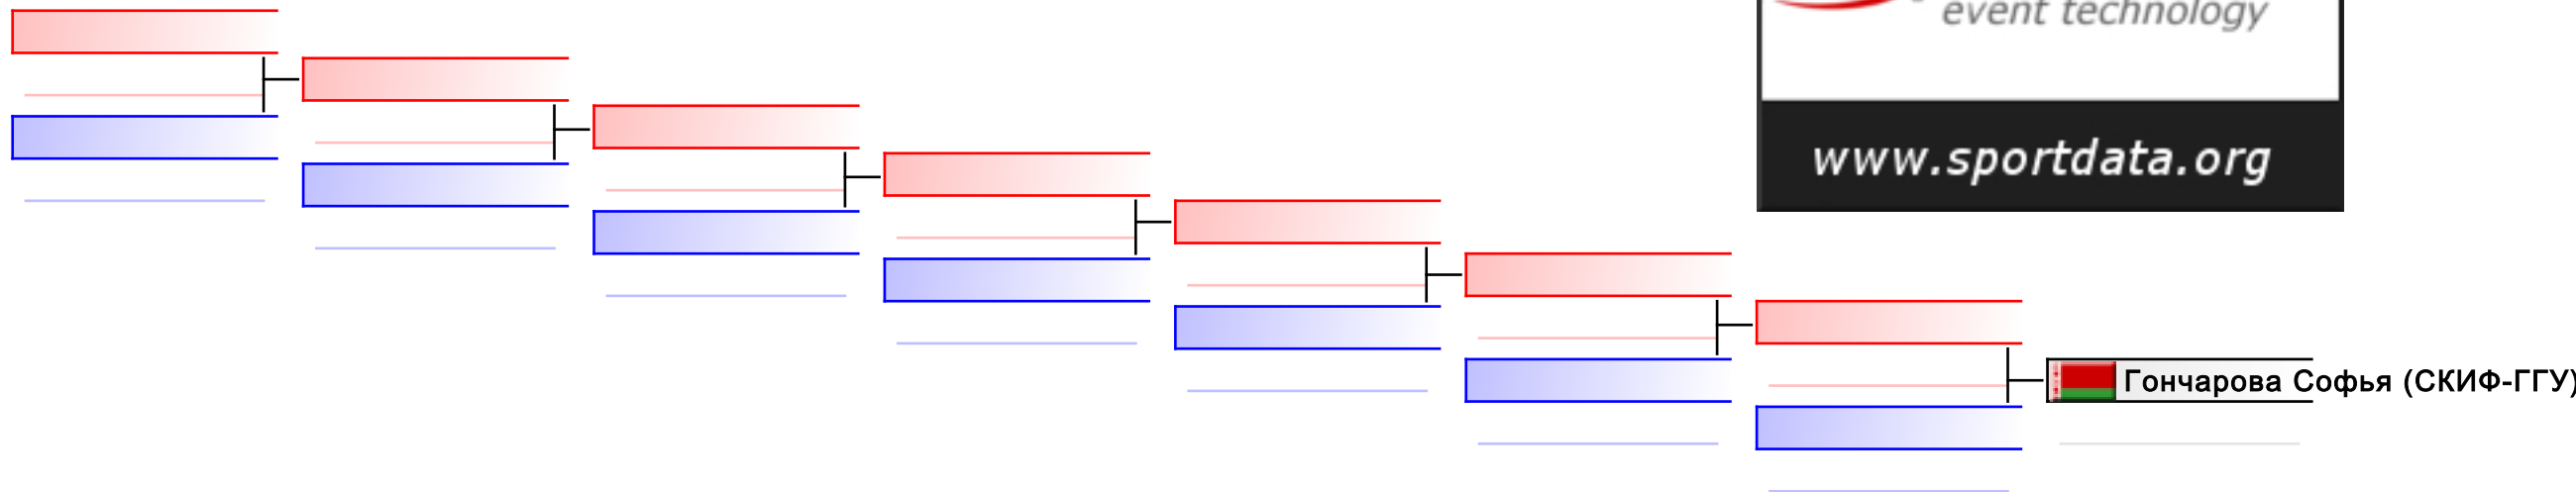 event technology
www.sportdata.org
Гончарова Софья (СКИФ-ГГУ)